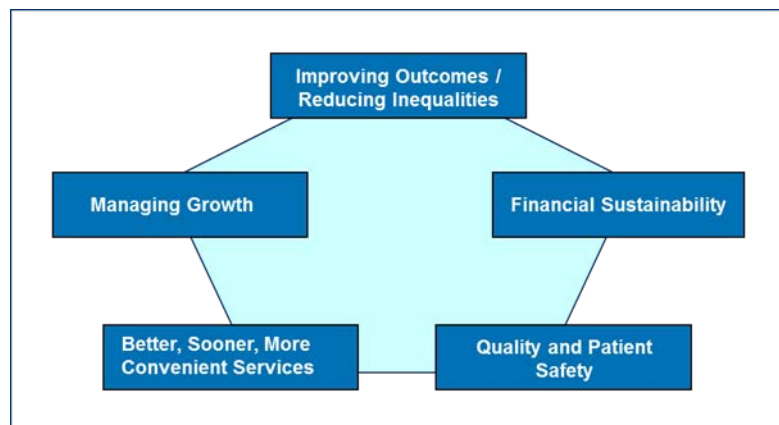 Improving Outcomes /
Reducing Inequalities
Managing Growth
Financial Sustainability
Better, Sooner, More
Convenient Services
Quality and Patient
Safety